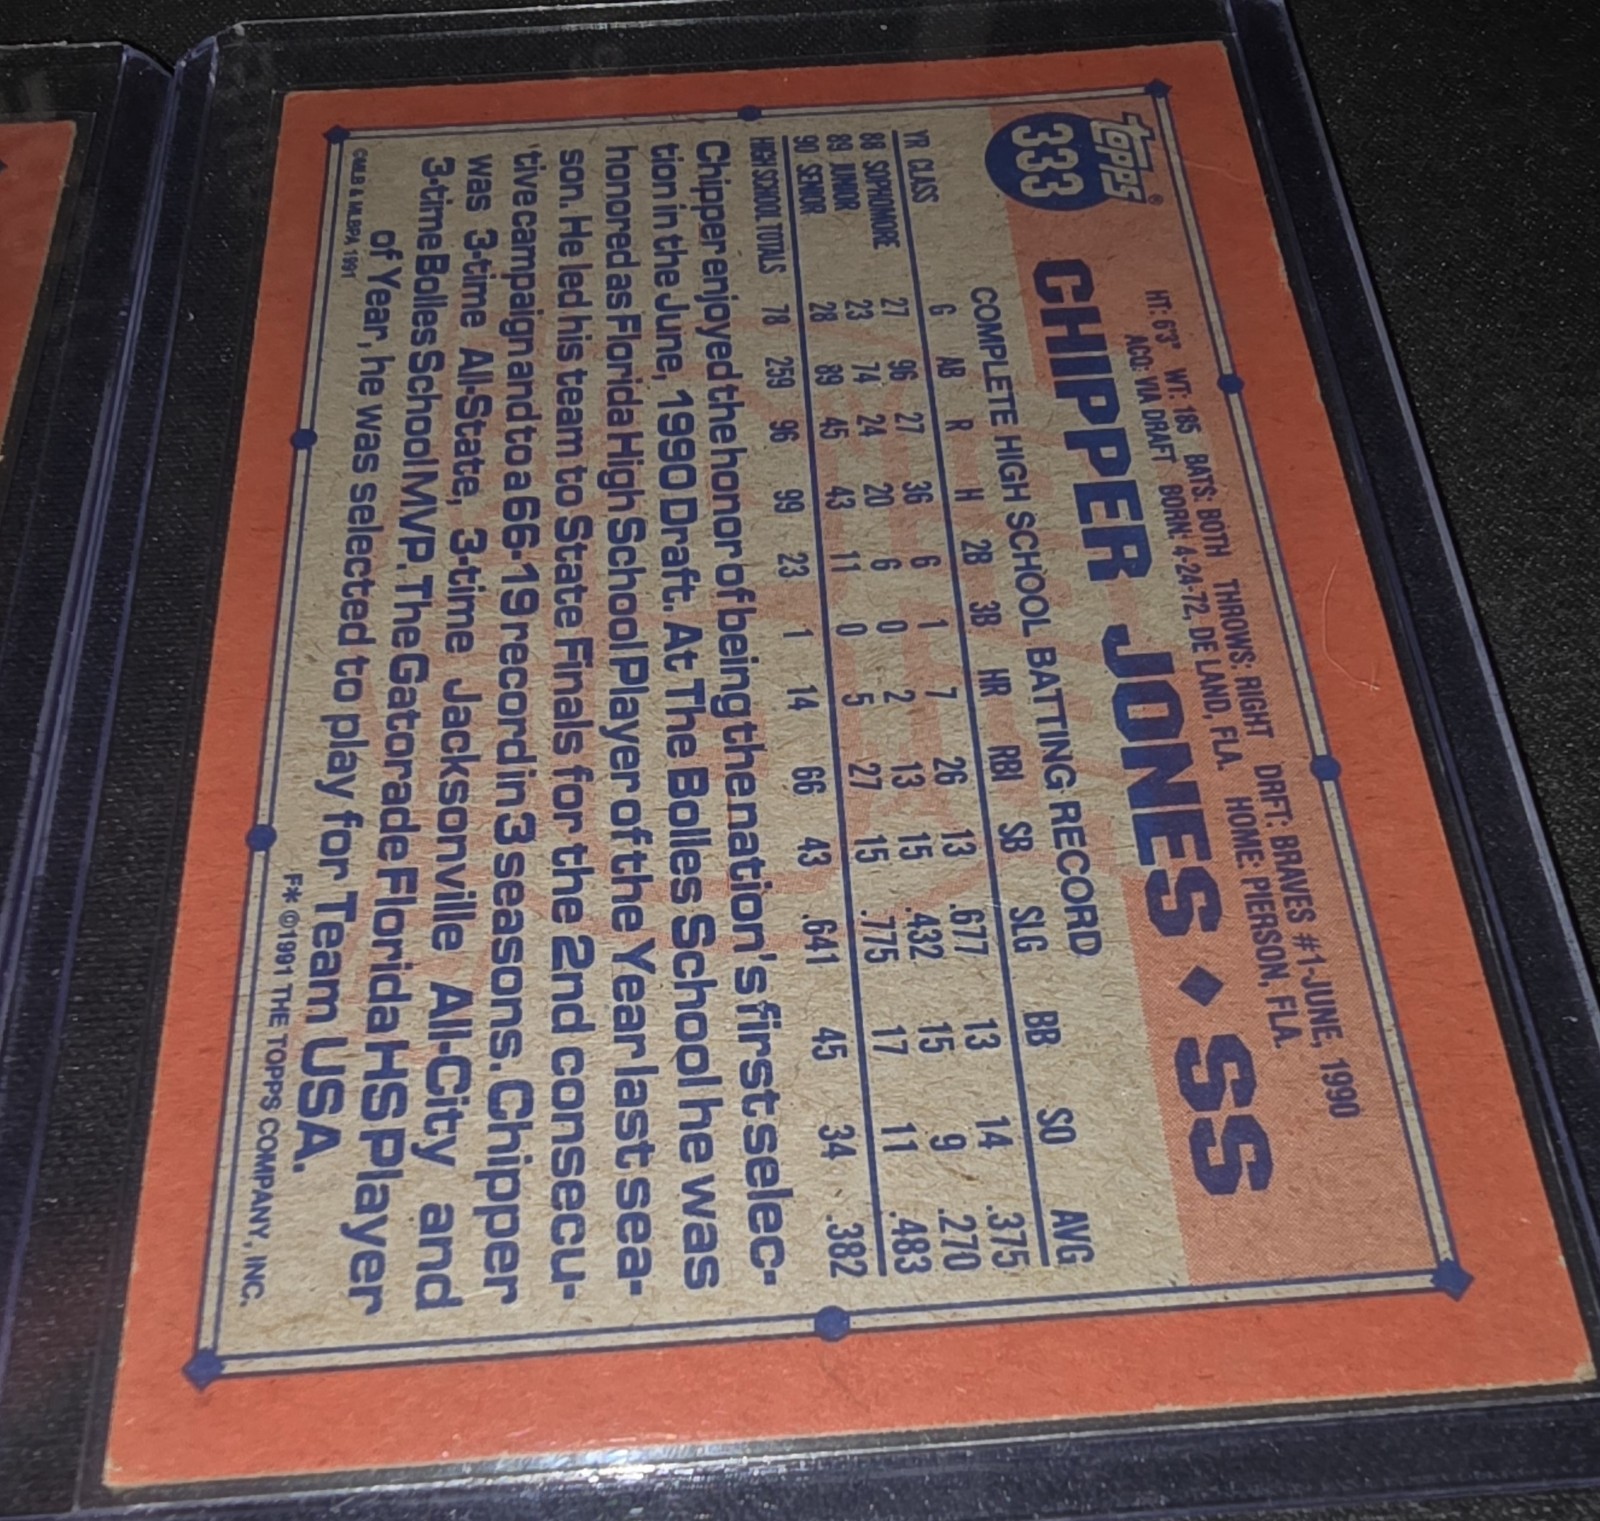 topps®
333
HT: 6'3" WT: 185 BATS: BOTH THROWS: RIGHT DRFT: BRAVES #1-JUNE, 1990
ACQ: VIA DRAFT BORN: 4-24-72, DE LAND, FLA. HOME: PIERSON, FLA.
CHIPPER JONES ♦ SS
COMPLETE HIGH SCHOOL BATTING RECORD
YR CLASS G AB R H 2B 3B HR RBI SB SLG BB SO AVG
88 SOPHOMORE 27 96 27 36 6 1 7 26 13 .677 13 14 .375
89 JUNIOR 23 74 24 20 6 0 2 13 15 .432 15 9 .270
90 SENIOR 28 89 45 43 11 0 5 27 15 .775 17 11 .483
HIGH SCHOOL TOTALS 78 259 96 99 23 1 14 66 43 .641 45 34 .382
Chipper enjoyed the honor of being the nation's first selec-
tion in the June, 1990 Draft. At The Bolles School he was
honored as Florida High School Player of the Year last sea-
son. He led his team to State Finals for the 2nd consecu-
tive campaign and to a 66-19 record in 3 seasons. Chipper
was 3-time All-State, 3-time Jacksonville All-City and
3-time Bolles School MVP. The Gatorade Florida HS Player
of Year, he was selected to play for Team USA.
©MLB & MLBPA 1991
F* ©1991 THE TOPPS COMPANY, INC.